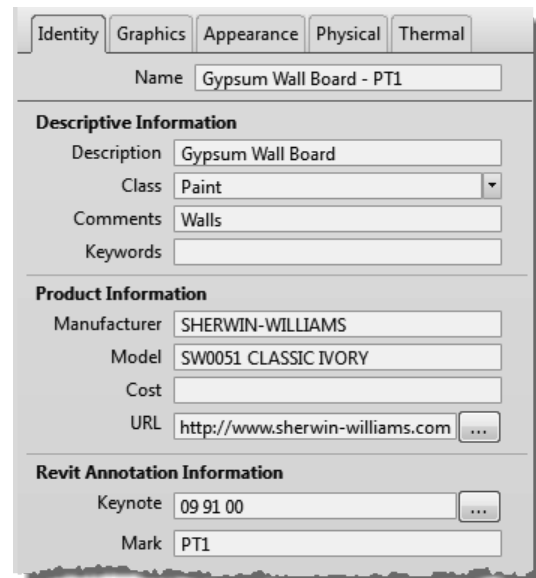 Identity Graphics Appearance Physical Thermal
Name Gypsum Wall Board - PT1
Descriptive Information
Description Gypsum Wall Board
Class Paint
Comments Walls
Keywords
Product Information
Manufacturer SHERWIN-WILLIAMS
Model SW0051 CLASSIC IVORY
Cost
URL http://www.sherwin-williams.com ...
Revit Annotation Information
Keynote 09 91 00 ...
Mark PT1